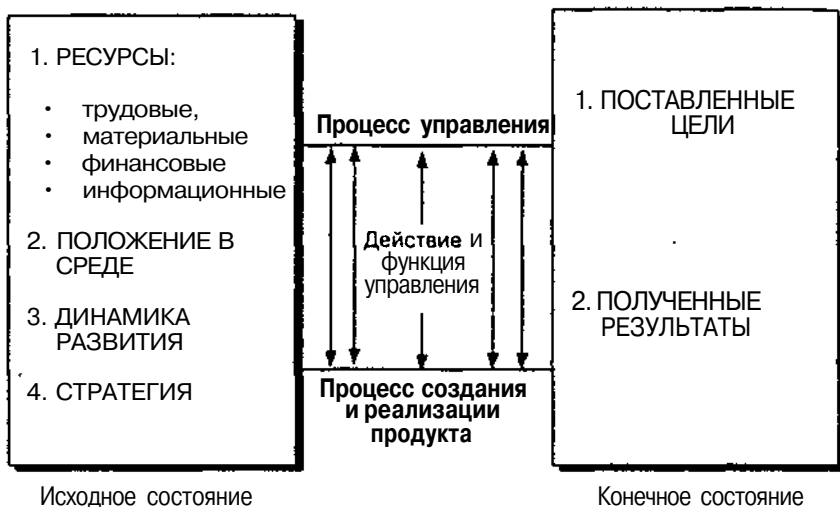 1. РЕСУРСЫ:
• трудовые,
• материальные
• финансовые
• информационные
2. ПОЛОЖЕНИЕ В
СРЕДЕ
3. ДИНАМИКА
РАЗВИТИЯ
4. СТРАТЕГИЯ
Исходное состояние
Процесс управления
Действие и
функция
управления
Процесс создания
и реализации
продукта
1. ПОСТАВЛЕННЫЕ
ЦЕЛИ
2. ПОЛУЧЕННЫЕ
РЕЗУЛЬТАТЫ
Конечное состояние